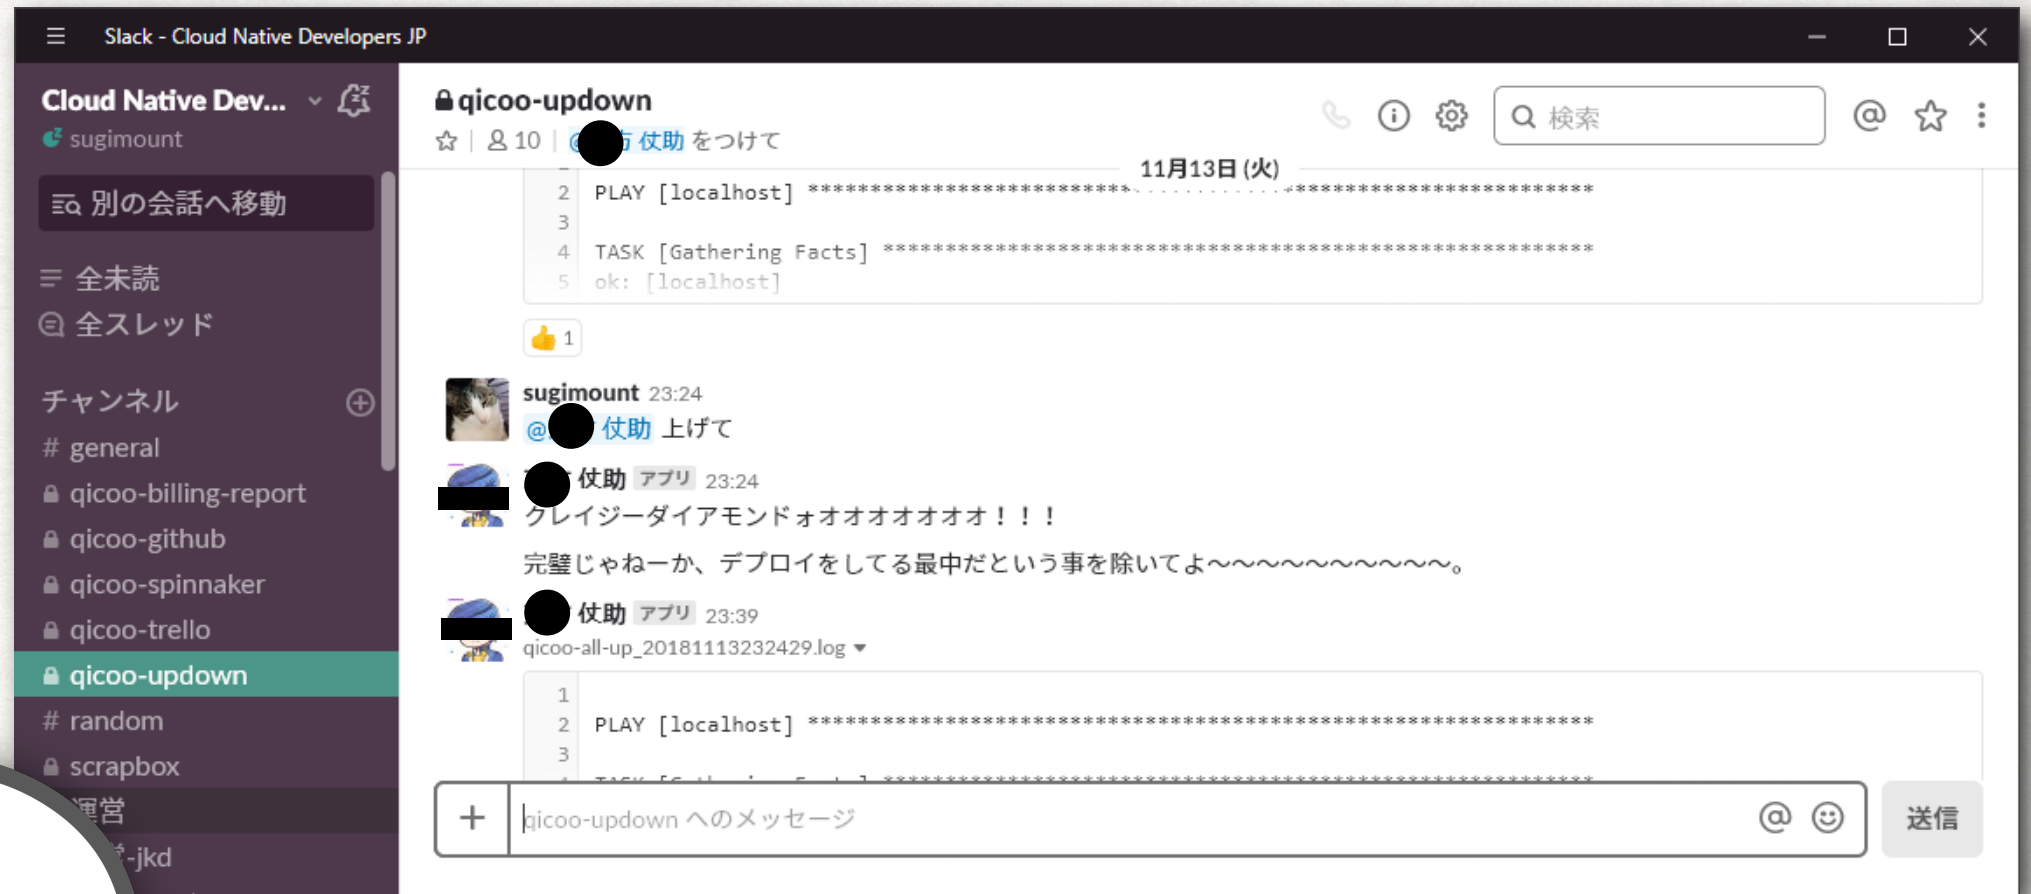 Slack - Cloud Native Developers JP
Cloud Native Dev...
sugimount
別の会話へ移動
全未読
全スレッド
チャンネル
# general
qicoo-billing-report
qicoo-github
qicoo-spinnaker
qicoo-trello
qicoo-updown
# random
scrapbox
運営
-jkd
qicoo-updown
10
仗助 をつけて
検索
11月13日 (火)
2 PLAY [localhost] ***************************************************************
3
4 TASK [Gathering Facts] *********************************************************
5 ok: [localhost]
1
sugimount 23:24
@ 仗助 上げて
仗助 アプリ 23:24
クレイジーダイアモンドォオオオオオオオ！！！
完璧じゃねーか、デプロイをしてる最中だという事を除いてよ～～～～～～～～～～。
仗助 アプリ 23:39
qicoo-all-up_20181113232429.log
1
2 PLAY [localhost] ***************************************************************
3
qicoo-updown へのメッセージ
送信